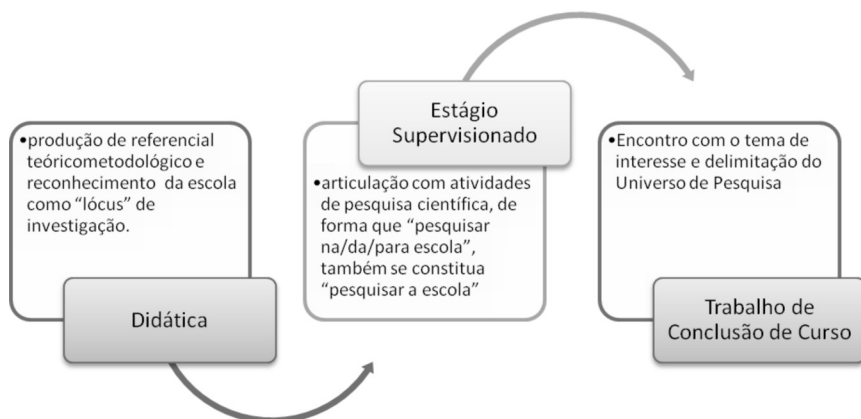 •produção de referencial
teóricometodológico e
reconhecimento da escola
como “lócus” de
investigação.
Didática
Estágio
Supervisionado
•articulação com atividades
de pesquisa científica, de
forma que “pesquisar
na/da/para escola”,
também se constitua
“pesquisar a escola”
•Encontro com o tema de
interesse e delimitação do
Universo de Pesquisa
Trabalho de
Conclusão de Curso